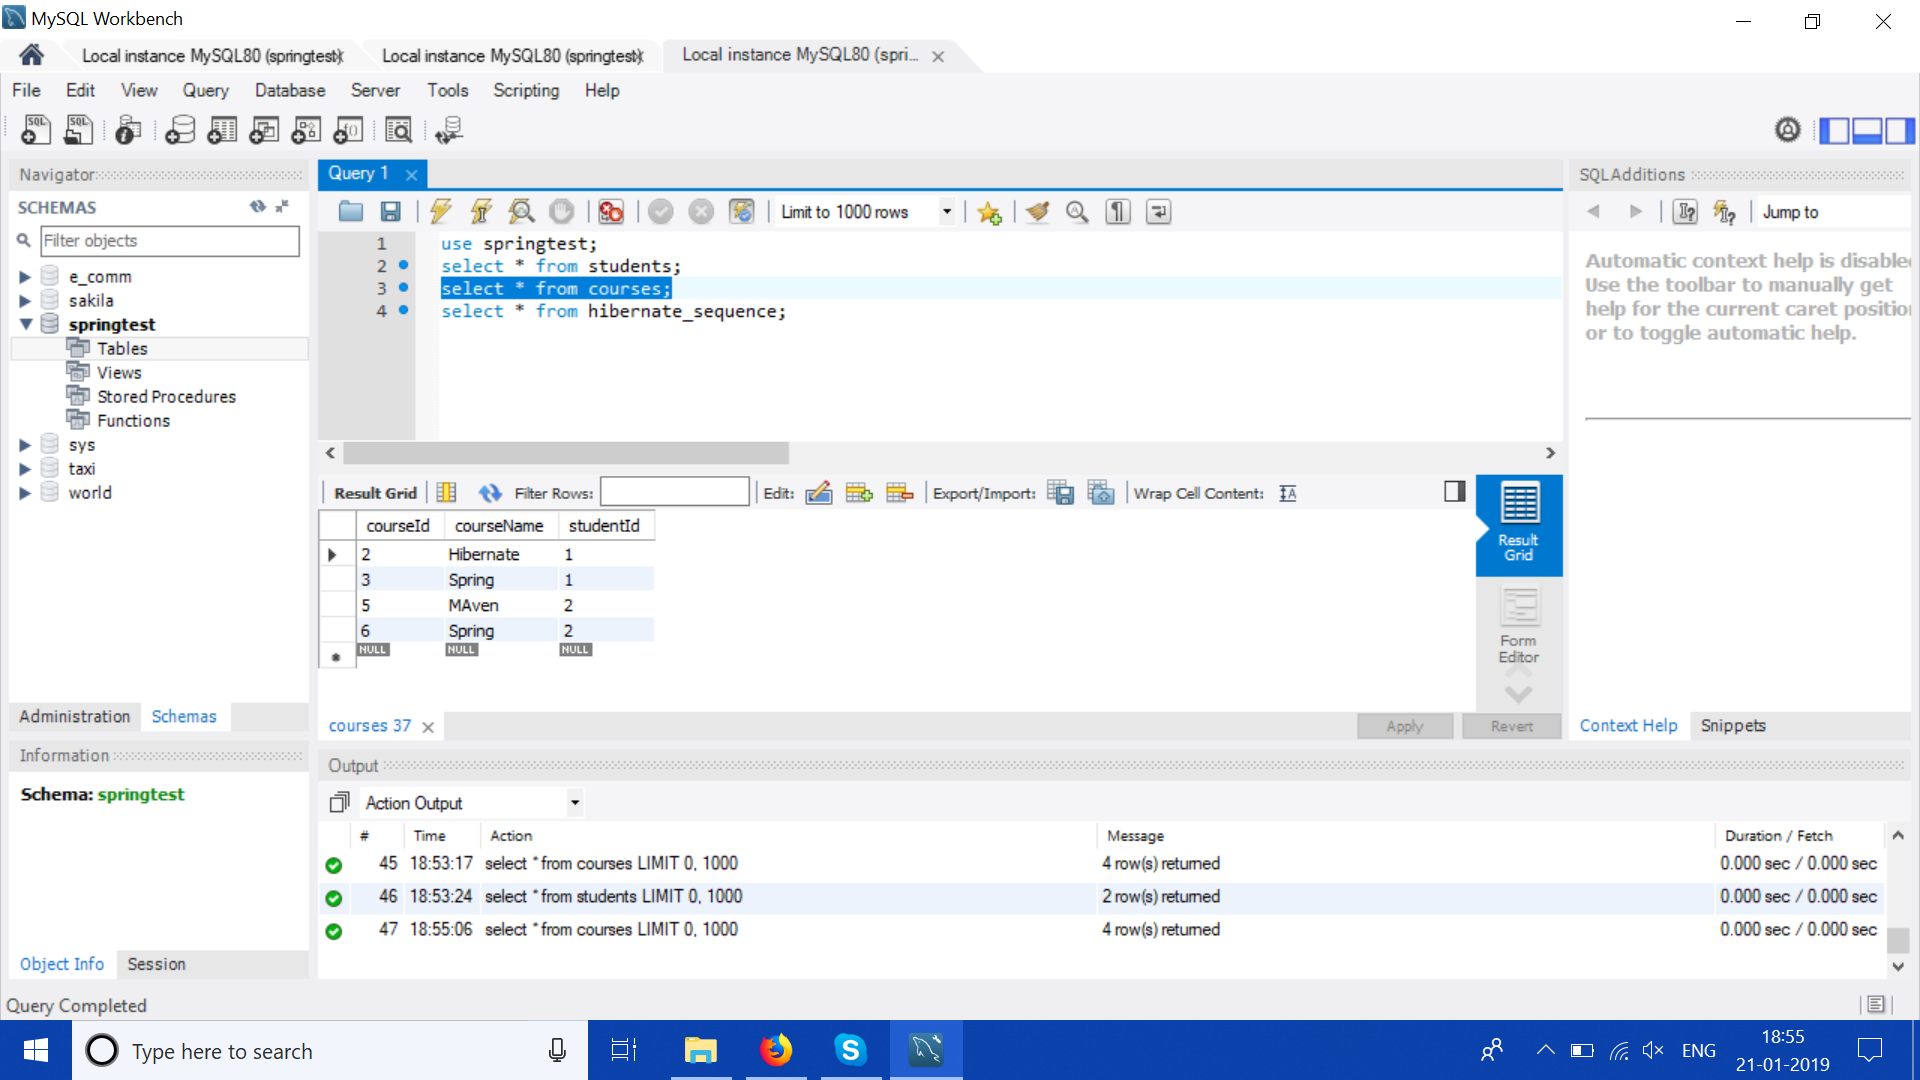 MySQL Workbench
Local instance MySQL80 (springtest)
Local instance MySQL80 (springtest)
Local instance MySQL80 (spri...
File Edit View Query Database Server Tools Scripting Help
Navigator
SCHEMAS
Filter objects
e_comm
sakila
springtest
Tables
Views
Stored Procedures
Functions
sys
taxi
world
Administration Schemas
Information
Schema: springtest
Object Info Session
Query 1
Limit to 1000 rows
1 use springtest;
2 select * from students;
3 select * from courses;
4 select * from hibernate_sequence;
Result Grid Filter Rows: Edit: Export/Import: Wrap Cell Content:
courseId courseName studentId
2 Hibernate 1
3 Spring 1
5 MAven 2
6 Spring 2
NULL NULL NULL
Result Grid
Form Editor
courses 37
Apply Revert
SQLAdditions
Jump to
Automatic context help is disable
Use the toolbar to manually get
help for the current caret position
or to toggle automatic help.
Context Help Snippets
Output
Action Output
# Time Action Message Duration / Fetch
45 18:53:17 select * from courses LIMIT 0, 1000 4 row(s) returned 0.000 sec / 0.000 sec
46 18:53:24 select * from students LIMIT 0, 1000 2 row(s) returned 0.000 sec / 0.000 sec
47 18:55:06 select * from courses LIMIT 0, 1000 4 row(s) returned 0.000 sec / 0.000 sec
Query Completed
Type here to search
ENG
18:55
21-01-2019